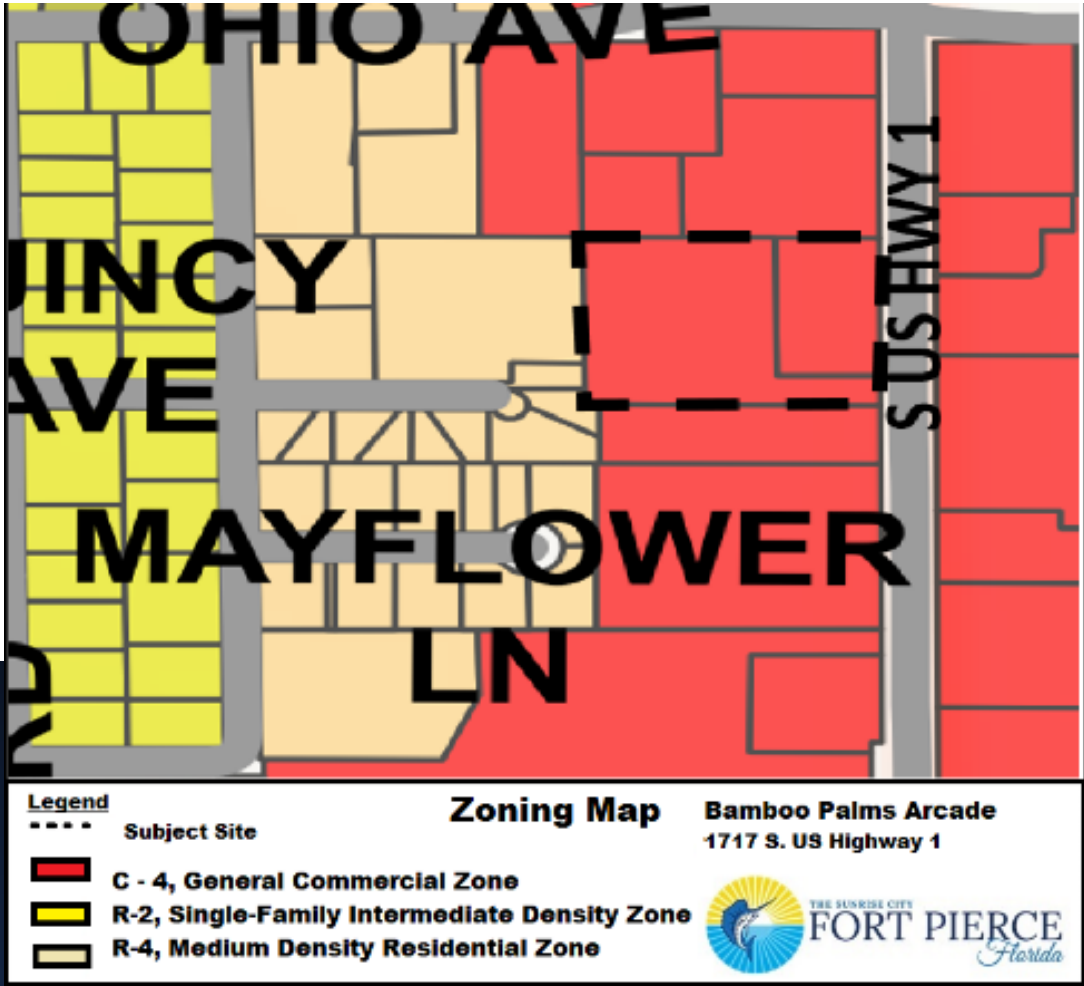 OHIO AVE
S US HWY 1
UINCY
AVE
MAYFLOWER
LN
RD
Legend
Subject Site
C - 4, General Commercial Zone
R-2, Single-Family Intermediate Density Zone
R-4, Medium Density Residential Zone
Zoning Map
Bamboo Palms Arcade
1717 S. US Highway 1
THE SUNRISE CITY
FORT PIERCE
Florida